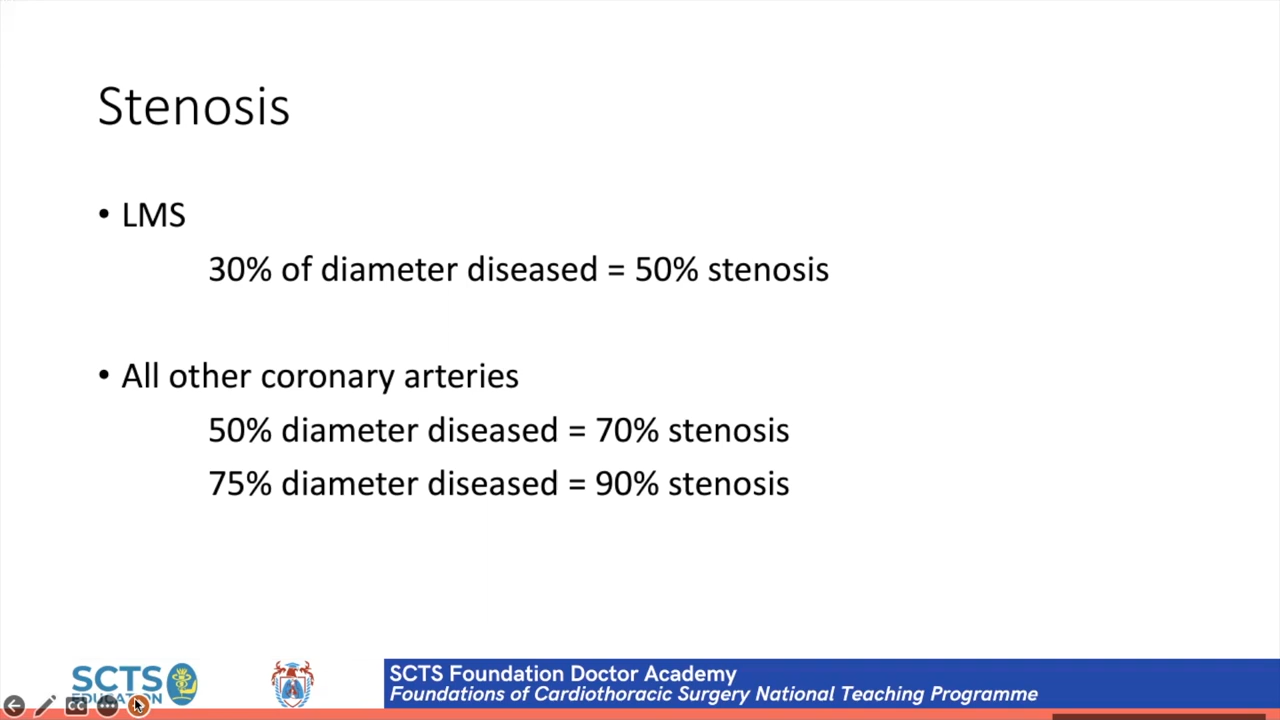 Stenosis
• LMS
30% of diameter diseased = 50% stenosis
• All other coronary arteries
50% diameter diseased = 70% stenosis
75% diameter diseased = 90% stenosis
SCTS
EDUCATION
SCTS Foundation Doctor Academy
Foundations of Cardiothoracic Surgery National Teaching Programme
CC